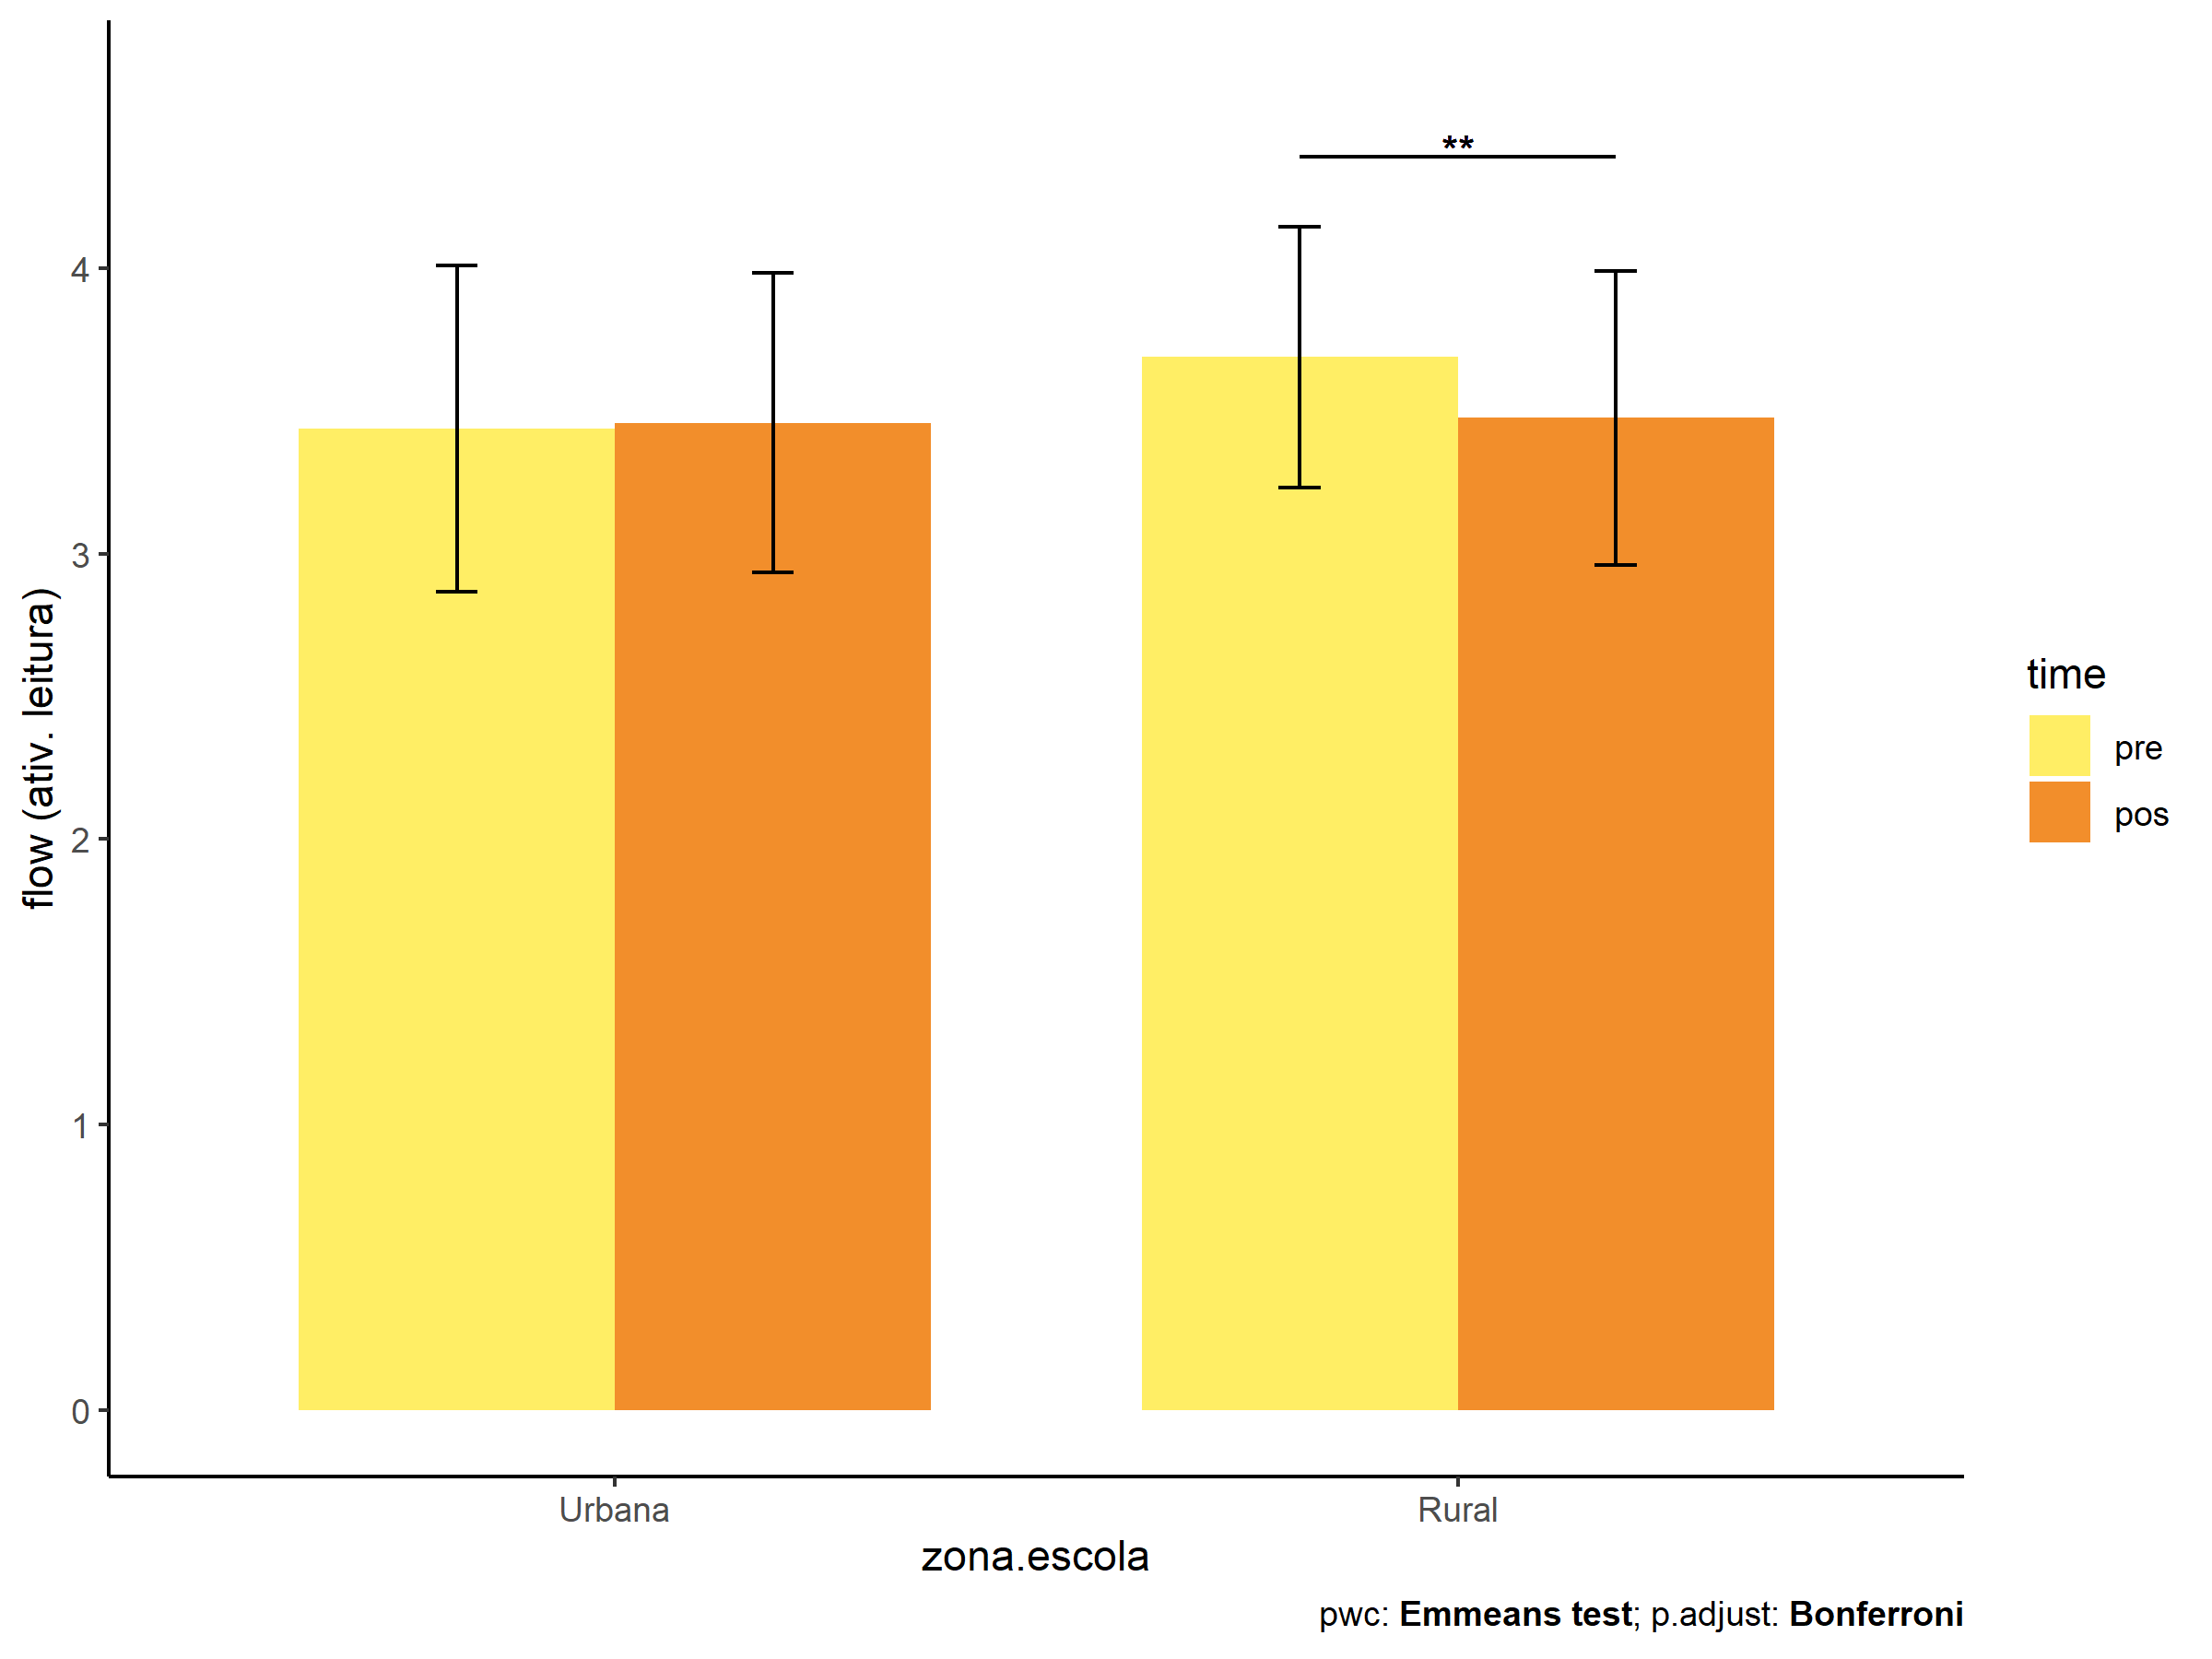 **
4
3
2
1
0
flow (ativ. leitura)
Urbana
Rural
zona.escola
time
pre
pos
pwc: Emmeans test; p.adjust: Bonferroni